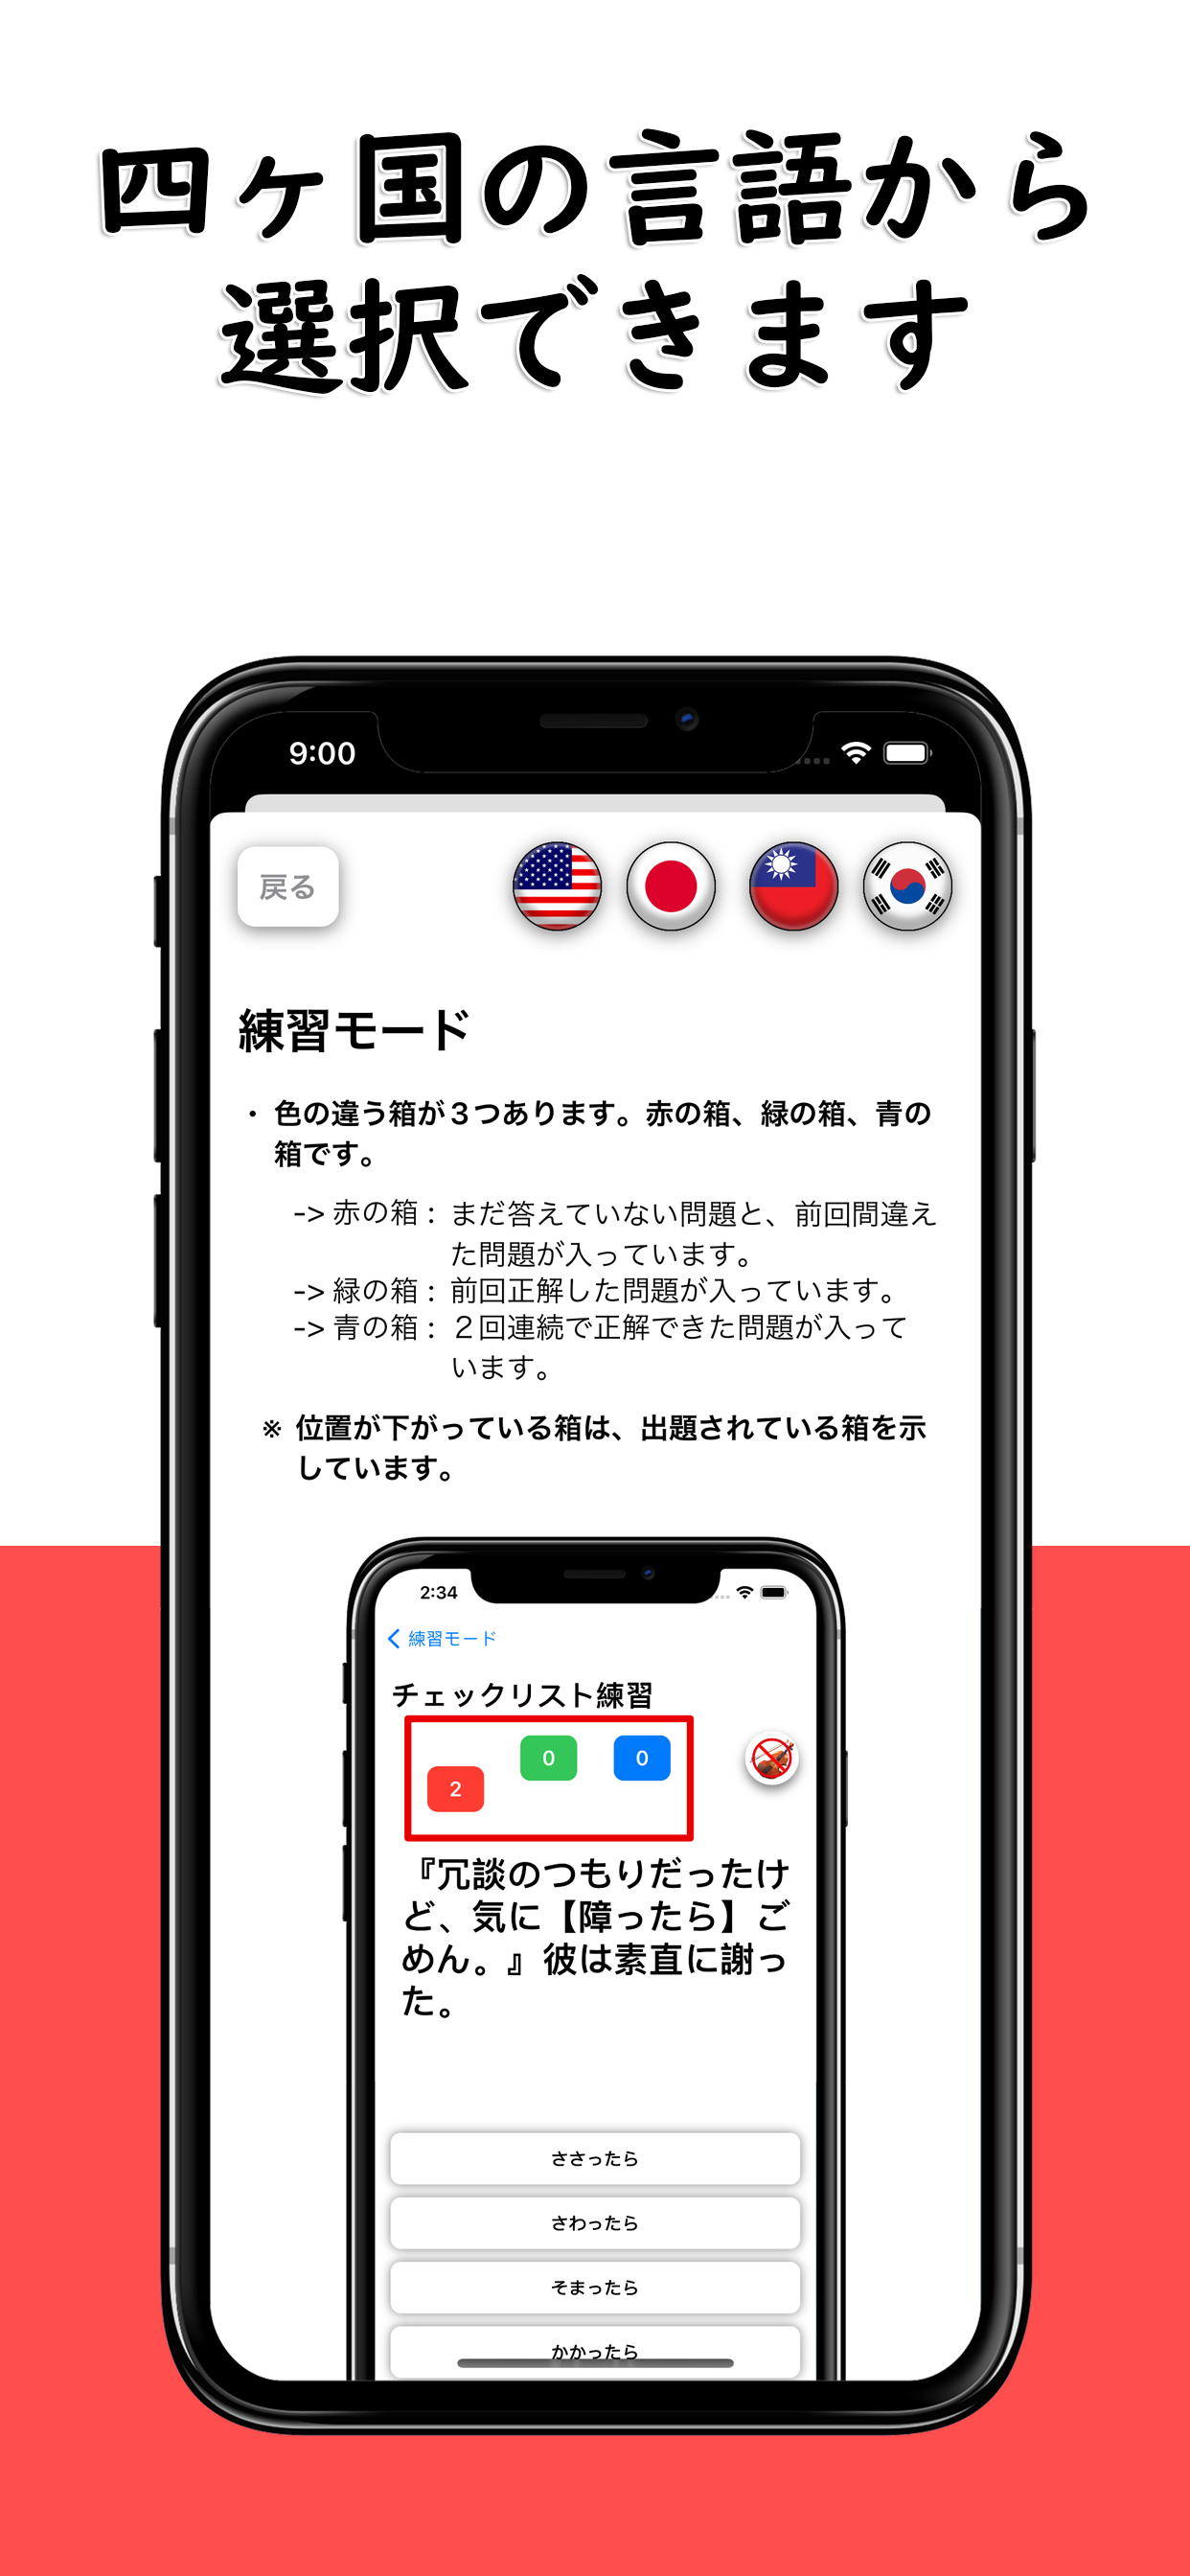 四ヶ国の言語から
選択できます
9:00
戻る
練習モード
・ 色の違う箱が３つあります。赤の箱、緑の箱、青の
箱です。
-> 赤の箱： まだ答えていない問題と、前回間違え
た問題が入っています。
-> 緑の箱： 前回正解した問題が入っています。
-> 青の箱： ２回連続で正解できた問題が入って
います。
※ 位置が下がっている箱は、出題されている箱を示
しています。
2:34
練習モード
チェックリスト練習
2 0 0
『冗談のつもりだったけ
ど、気に【障ったら】ご
めん。』彼は素直に謝っ
た。
ささったら
さわったら
そまったら
かかったら